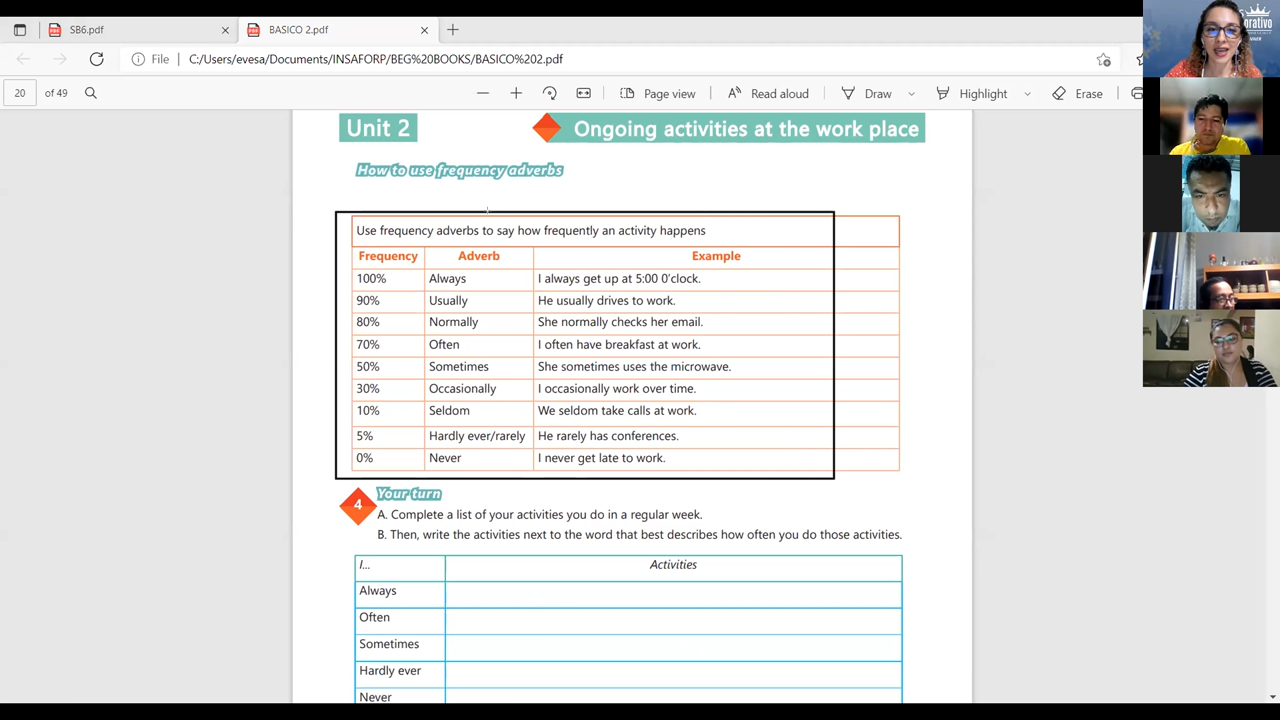 SB6.pdf
BASICO 2.pdf
File
C:/Users/evesa/Documents/INSAFORP/BEG%20BOOKS/BASICO%202.pdf
20 of 49
Page view
Read aloud
Draw
Highlight
Erase
orativo
Unit 2
Ongoing activities at the work place
How to use frequency adverbs
Use frequency adverbs to say how frequently an activity happens
Frequency Adverb Example
100% Always I always get up at 5:00 0'clock.
90% Usually He usually drives to work.
80% Normally She normally checks her email.
70% Often I often have breakfast at work.
50% Sometimes She sometimes uses the microwave.
30% Occasionally I occasionally work over time.
10% Seldom We seldom take calls at work.
5% Hardly ever/rarely He rarely has conferences.
0% Never I never get late to work.
4 Your turn
A. Complete a list of your activities you do in a regular week.
B. Then, write the activities next to the word that best describes how often you do those activities.
I... Activities
Always
Often
Sometimes
Hardly ever
Never